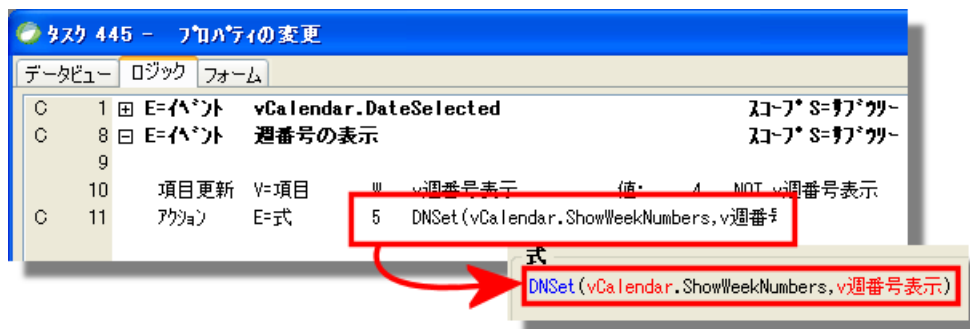 タスク 445 - プロパティの変更
データビュー ロジック フォーム
C 1 E=イベント vCalendar.DateSelected スコープ S=サブツリー
C 8 E=イベント 週番号の表示 スコープ S=サブツリー
9
10 項目更新 V=項目 W v週番号表示 値: 4 NOT v週番号表示
C 11 アクション E=式 5 DNSet(vCalendar.ShowWeekNumbers,v週番
式
DNSet(vCalendar.ShowWeekNumbers,v週番号表示)